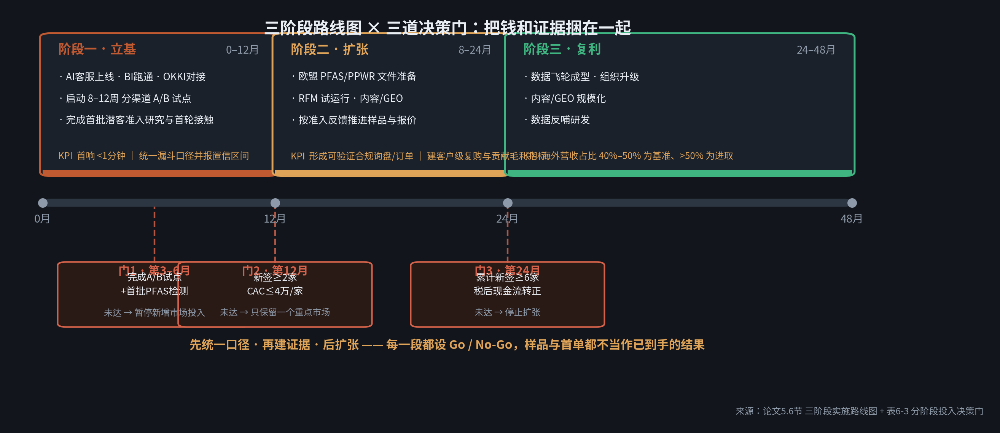 三阶段路线图 × 三道决策门：把钱和证据捆在一起
阶段一 · 立基
0–12月
· AI客服上线 · BI跑通 · OKKI对接
· 启动 8–12周 分渠道 A/B 试点
· 完成首批潜客准入研究与首轮接触
KPI 首响 <1分钟 ｜ 统一漏斗口径并报置信区间
阶段二 · 扩张
8–24月
· 欧盟 PFAS/PPWR 文件准备
· RFM 试运行 · 内容/GEO
· 按准入反馈推进样品与报价
KPI 形成可验证合规询盘/订单 ｜ 建客户级复购与贡献毛利指标
阶段三 · 复利
24–48月
· 数据飞轮成型 · 组织升级
· 内容/GEO 规模化
· 数据反哺研发
KPI 海外营收占比 40%–50% 为基准、>50% 为进取
0月
12月
24月
48月
门1 · 第3–6月
完成A/B试点
+首批PFAS检测
未达 → 暂停新增市场投入
门2 · 第12月
新签≥2家
CAC≤4万/家
未达 → 只保留一个重点市场
门3 · 第24月
累计新签≥6家
税后现金流转正
未达 → 停止扩张
先统一口径 · 再建证据 · 后扩张 —— 每一段都设 Go / No-Go，样品与首单都不当作已到手的结果
来源：论文5.6节 三阶段实施路线图 + 表6-3 分阶段投入决策门